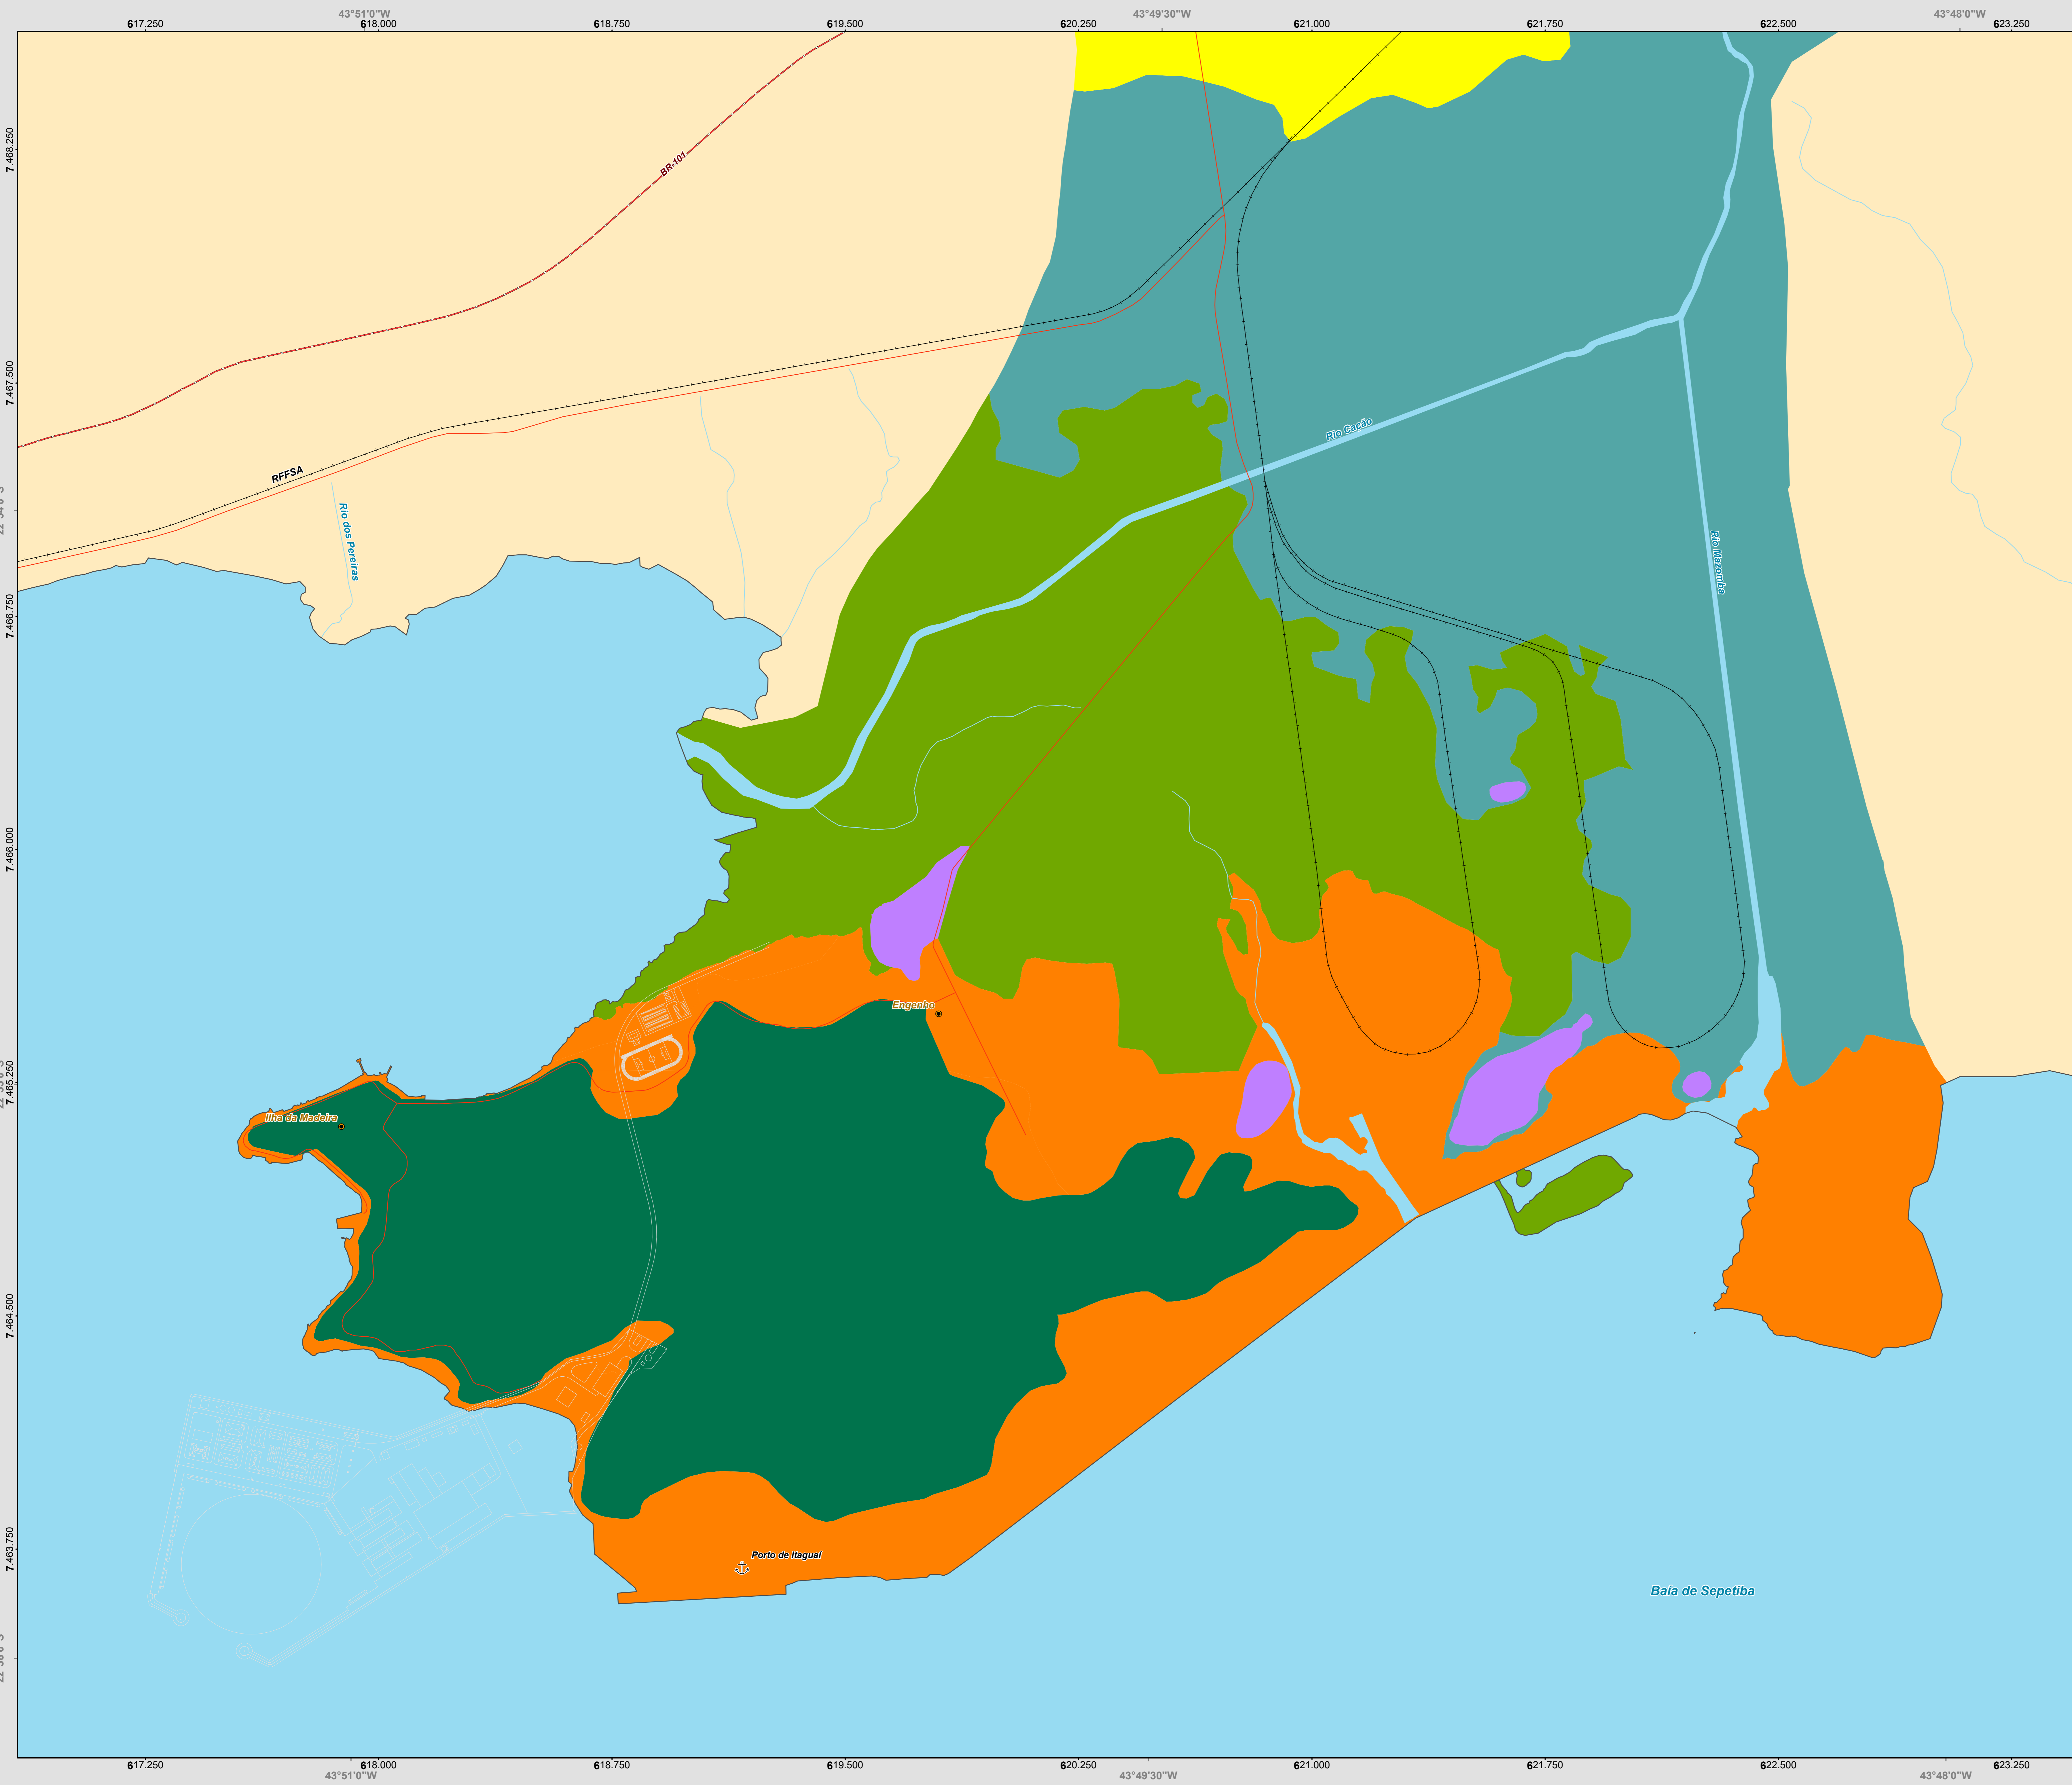 43°51'0"W 43°49'30"W 43°48'0"W
617.250 618.000 618.750 619.500 620.250 621.000 621.750 622.500 623.250
7.468.250
BR-101
7.467.500
Rio Cação
RFFSA
Rio dos Pereiras
Rio Mazomba
7.466.750
7.466.000
Engenho
7.465.250
Ilha da Madeira
7.464.500
7.463.750
Porto de Itaguaí
Baía de Sepetiba
617.250 618.000 618.750 619.500 620.250 621.000 621.750 622.500 623.250
43°51'0"W 43°49'30"W 43°48'0"W